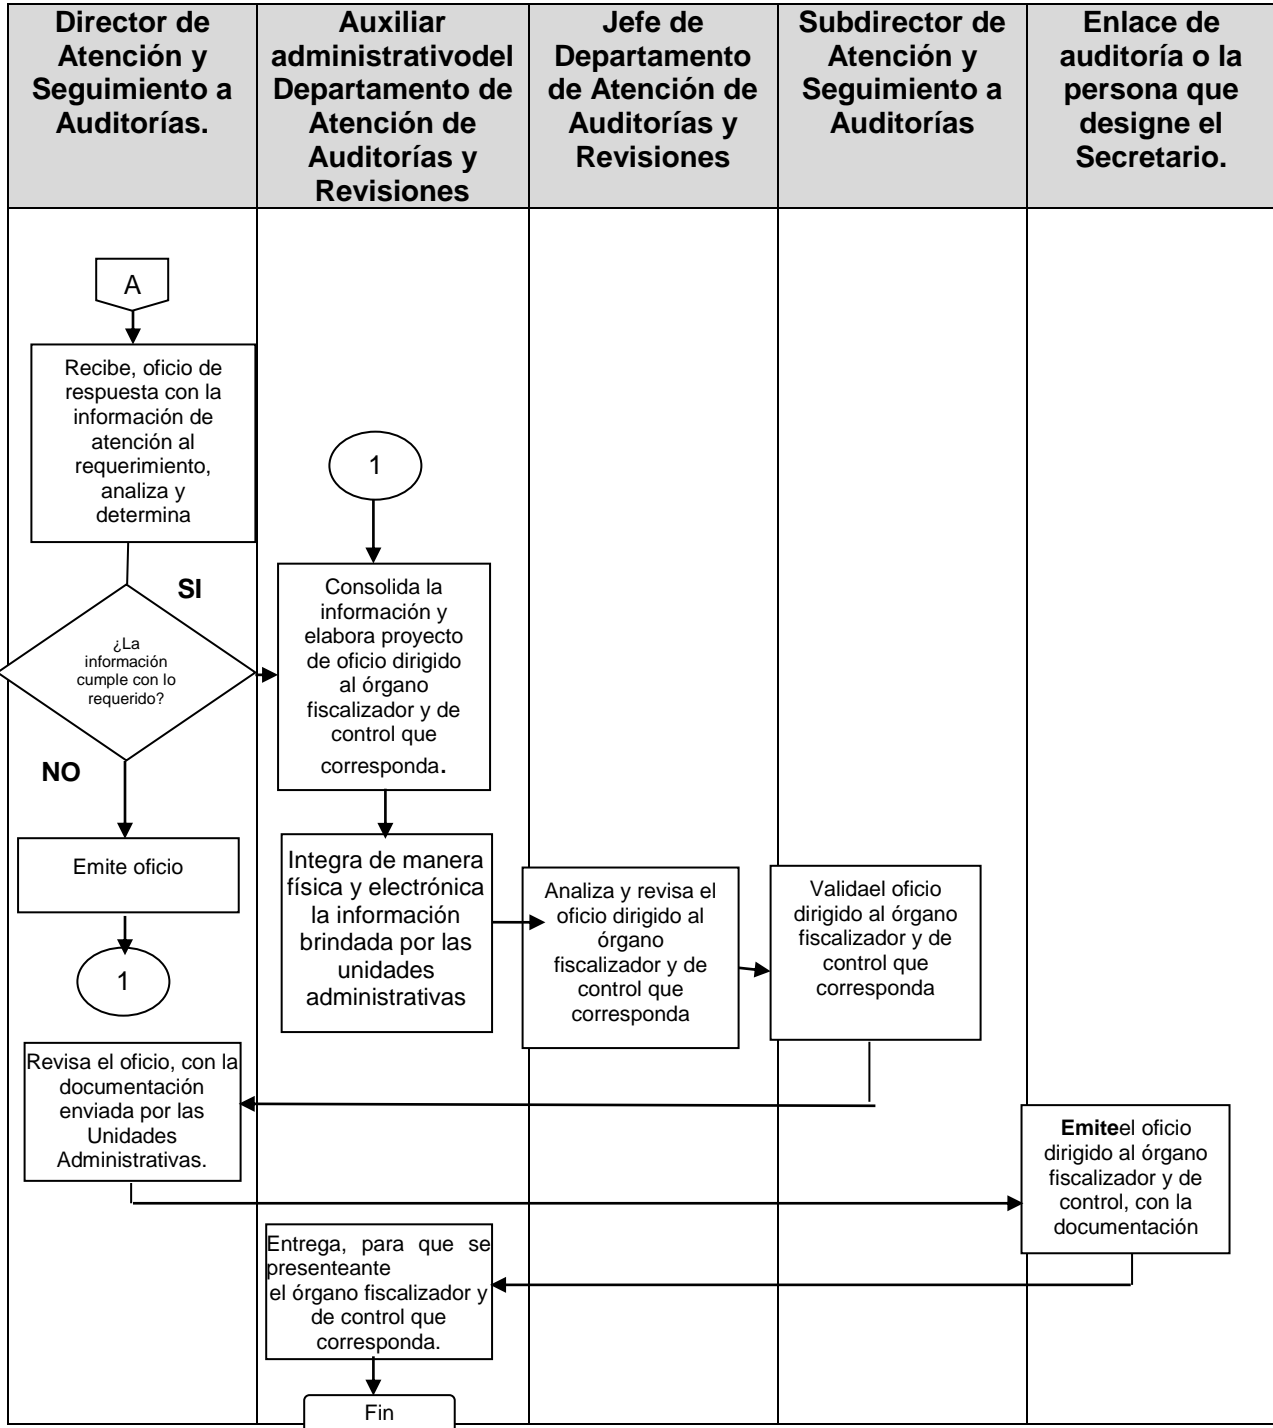 Director de
Atención y
Seguimiento a
Auditorías.
Auxiliar
administrativodel
Departamento de
Atención de
Auditorías y
Revisiones
Jefe de
Departamento
de Atención de
Auditorías y
Revisiones
Subdirector de
Atención y
Seguimiento a
Auditorías
Enlace de
auditoría o la
persona que
designe el
Secretario.
A
Recibe, oficio de
respuesta con la
información de
atención al
requerimiento,
analiza y
determina
1
SI
¿La
información
cumple con lo
requerido?
Consolida la
información y
elabora proyecto
de oficio dirigido
al órgano
fiscalizador y de
control que
corresponda.
NO
Emite oficio
1
Integra de manera
física y electrónica
la información
brindada por las
unidades
administrativas
Analiza y revisa el
oficio dirigido al
órgano
fiscalizador y de
control que
corresponda
Validael oficio
dirigido al órgano
fiscalizador y de
control que
corresponda
Revisa el oficio, con la
documentación
enviada por las
Unidades
Administrativas.
Emiteel oficio
dirigido al órgano
fiscalizador y de
control, con la
documentación
Entrega, para que se
presenteante
el órgano fiscalizador y
de control que
corresponda.
Fin